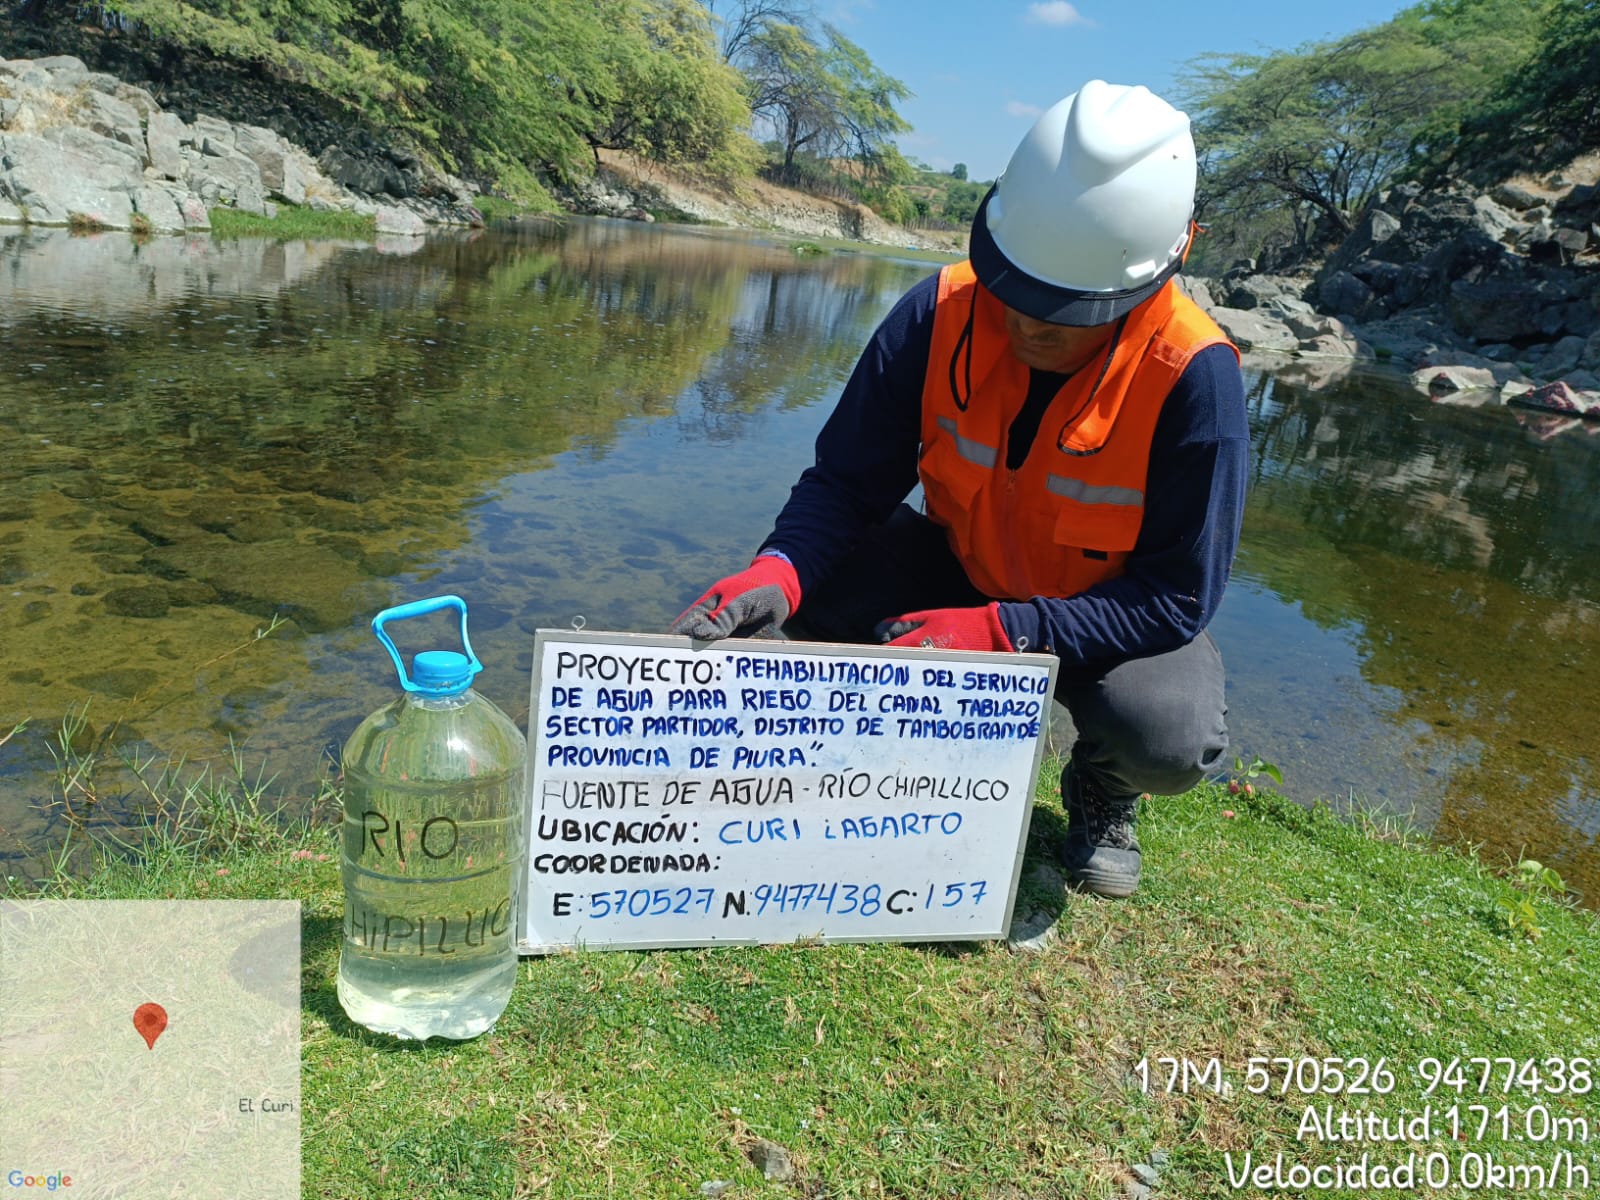 PROYECTO: "REHABILITACION DEL SERVICIO
DE AGUA PARA RIEGO DEL CANAL TABLAZO
SECTOR PARTIDOR, DISTRITO DE TAMBOGRANDE
PROVINCIA DE PIURA."
FUENTE DE AGUA - RÍO CHIPILLICO
UBICACIÓN: CURI LAGARTO
COORDENADA:
E: 570527 N: 9477438 C: 157
RIO
CHIPILLICO
El Curi
Google
17M 570526 9477438
Altitud:171.0m
Velocidad:0.0km/h